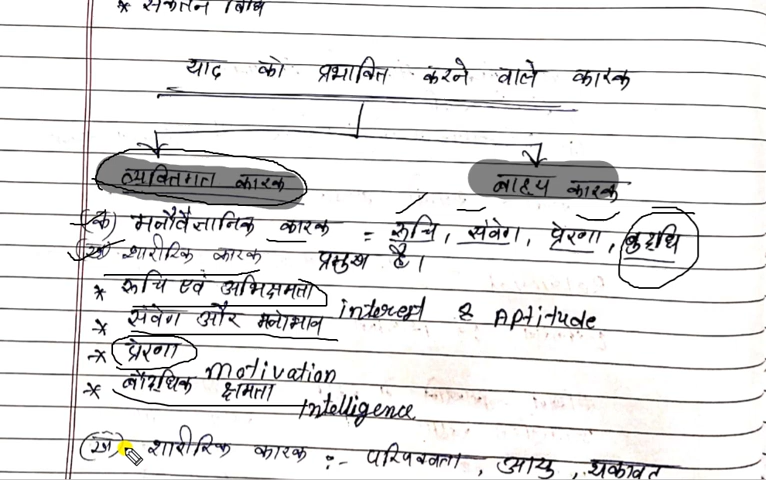 * संकेतन विधि
याद को प्रभावित करने वाले कारक
व्यक्तिगत कारक बाह्य कारक
(क) मनोवैज्ञानिक कारक = रूचि, संवेग, प्रेरणा, बुद्धि
(ख) शारीरिक कारक प्रमुख है।
* रूचि एवं अभिक्षमता interest & Aptitude
* संवेग और मनोभाव
* प्रेरणा motivation
* बौद्धिक क्षमता intelligence
(ख) शारीरिक कारक :- परिपक्वता, आयु, थकावट